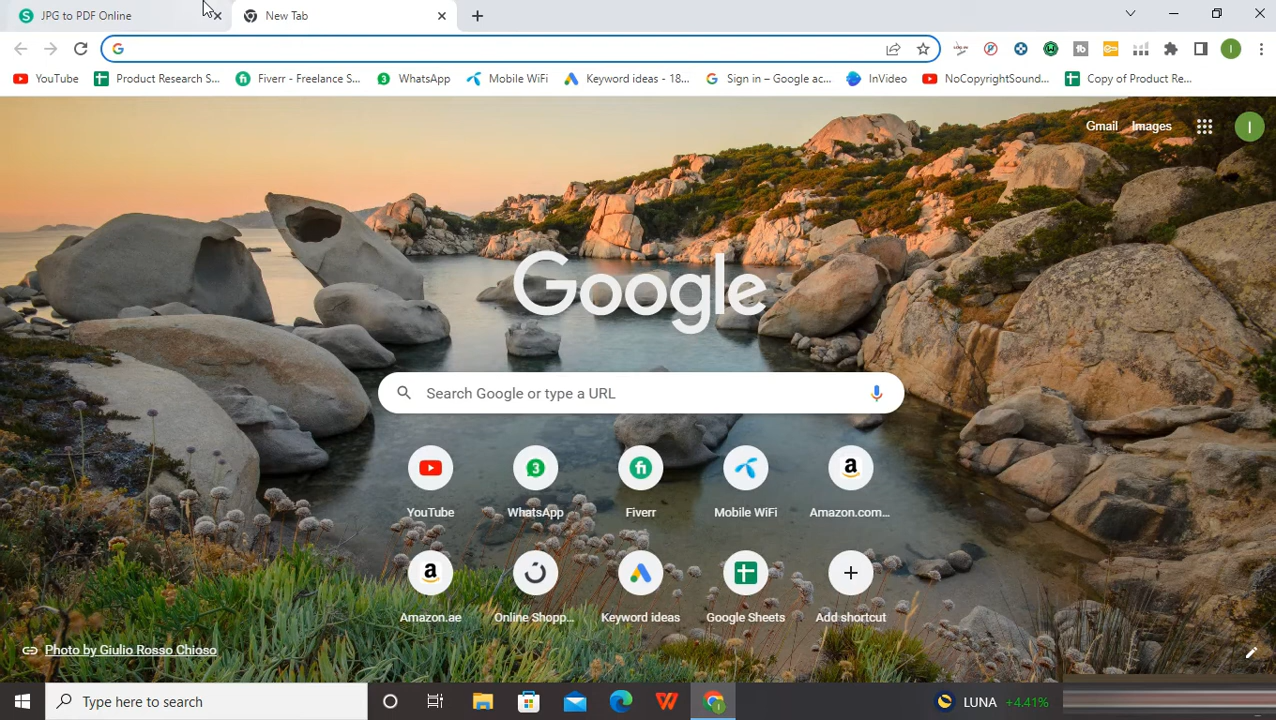 JPG to PDF Online
New Tab
YouTube
Product Research S...
Fiverr - Freelance S...
WhatsApp
Mobile WiFi
Keyword ideas - 18...
Sign in – Google ac...
InVideo
NoCopyrightSound...
Copy of Product Re...
Gmail Images
I
Google
Search Google or type a URL
YouTube
WhatsApp
Fiverr
Mobile WiFi
Amazon.com...
Amazon.ae
Online Shopp...
Keyword ideas
Google Sheets
Add shortcut
Photo by Giulio Rosso Chioso
Type here to search
LUNA +4.41%